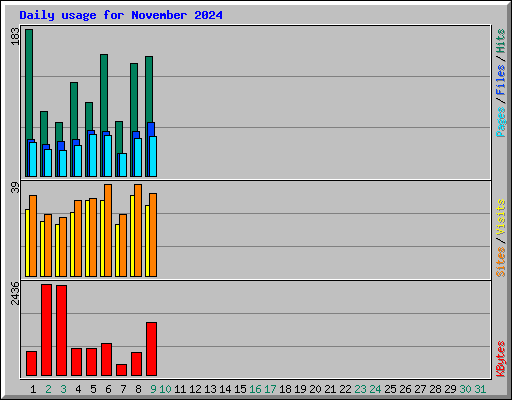 Daily usage for November 2024
183
Pages / Files / Hits
39
Sites / Visits
2436
KBytes
1 2 3 4 5 6 7 8 9 10 11 12 13 14 15 16 17 18 19 20 21 22 23 24 25 26 27 28 29 30 31